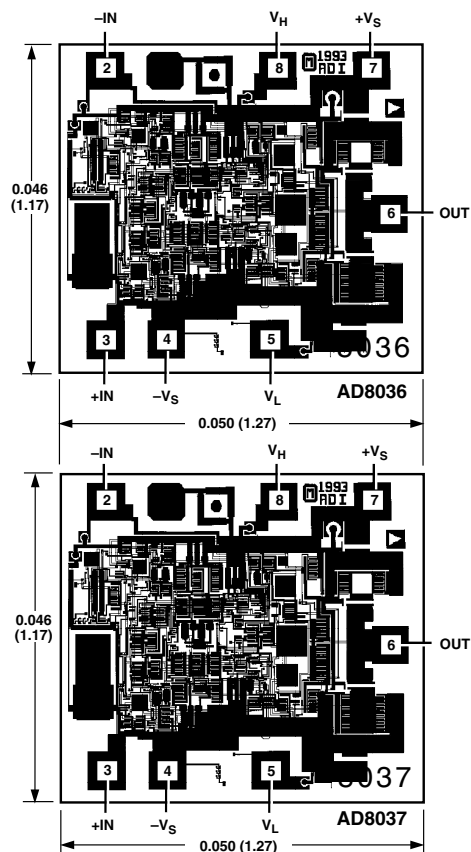 –IN V_H +V_S
2 8 Ⓜ 1993 ADI 7
0.046
(1.17)
6 OUT
3 4 5 8036
+IN –V_S V_L AD8036
0.050 (1.27)
–IN V_H +V_S
2 8 Ⓜ 1993 ADI 7
0.046
(1.17)
6 OUT
3 4 5 8037
+IN –V_S V_L AD8037
0.050 (1.27)